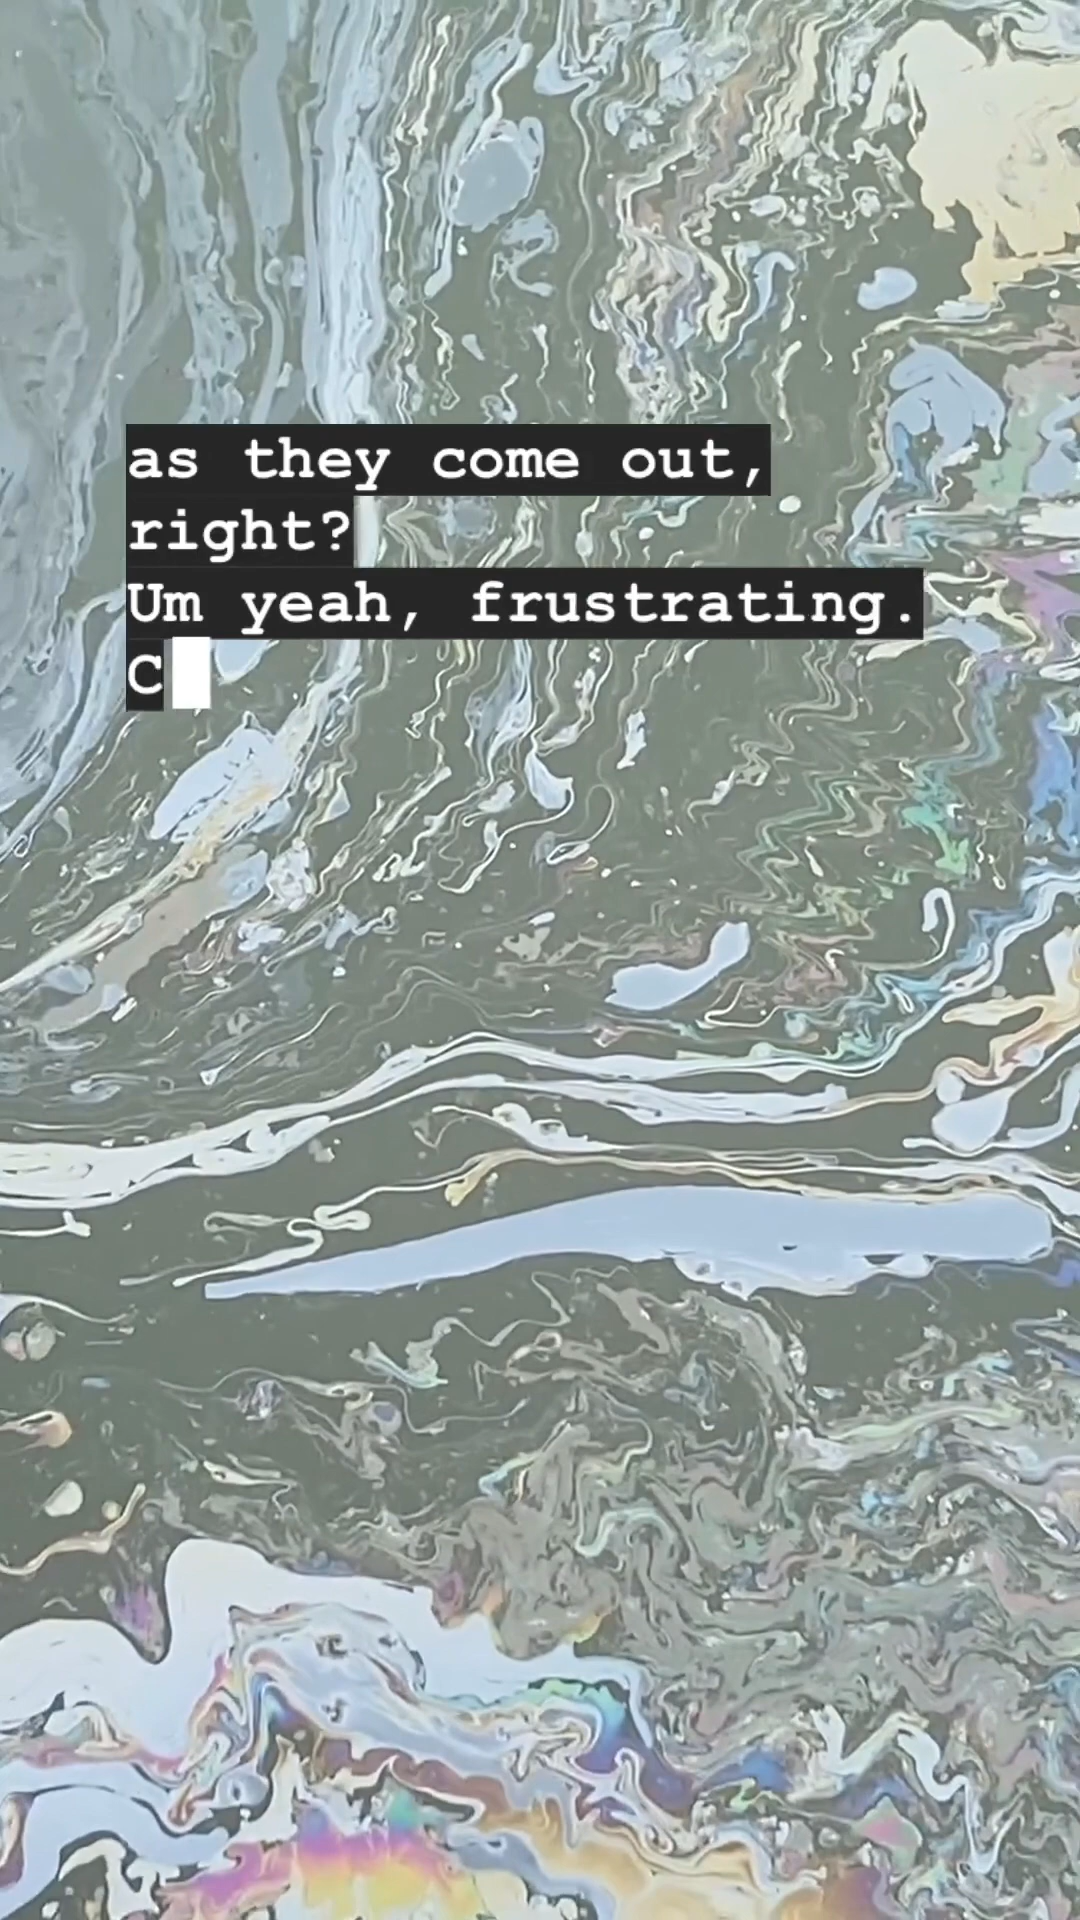 as they come out,
right?
Um yeah, frustrating.
C